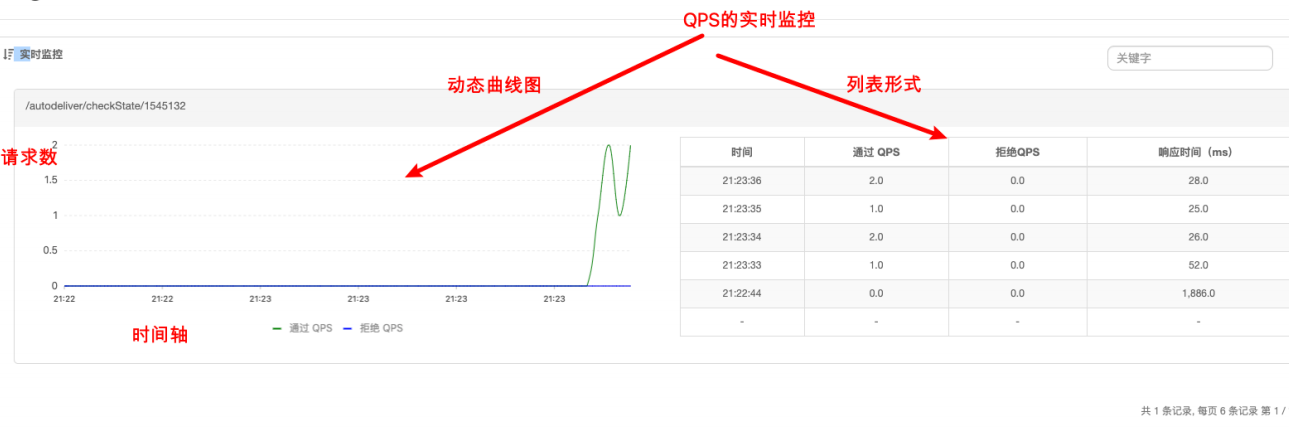 QPS的实时监控
实时监控
关键字
动态曲线图
列表形式
/autodeliver/checkState/1545132
请求数
2
1.5
1
0.5
0
21:22 21:22 21:23 21:23 21:23 21:23
时间轴
通过 QPS 拒绝 QPS
时间 通过 QPS 拒绝QPS 响应时间（ms）
21:23:36 2.0 0.0 28.0
21:23:35 1.0 0.0 25.0
21:23:34 2.0 0.0 26.0
21:23:33 1.0 0.0 52.0
21:22:44 0.0 0.0 1,886.0
- - - -
共 1 条记录, 每页 6 条记录 第 1 /